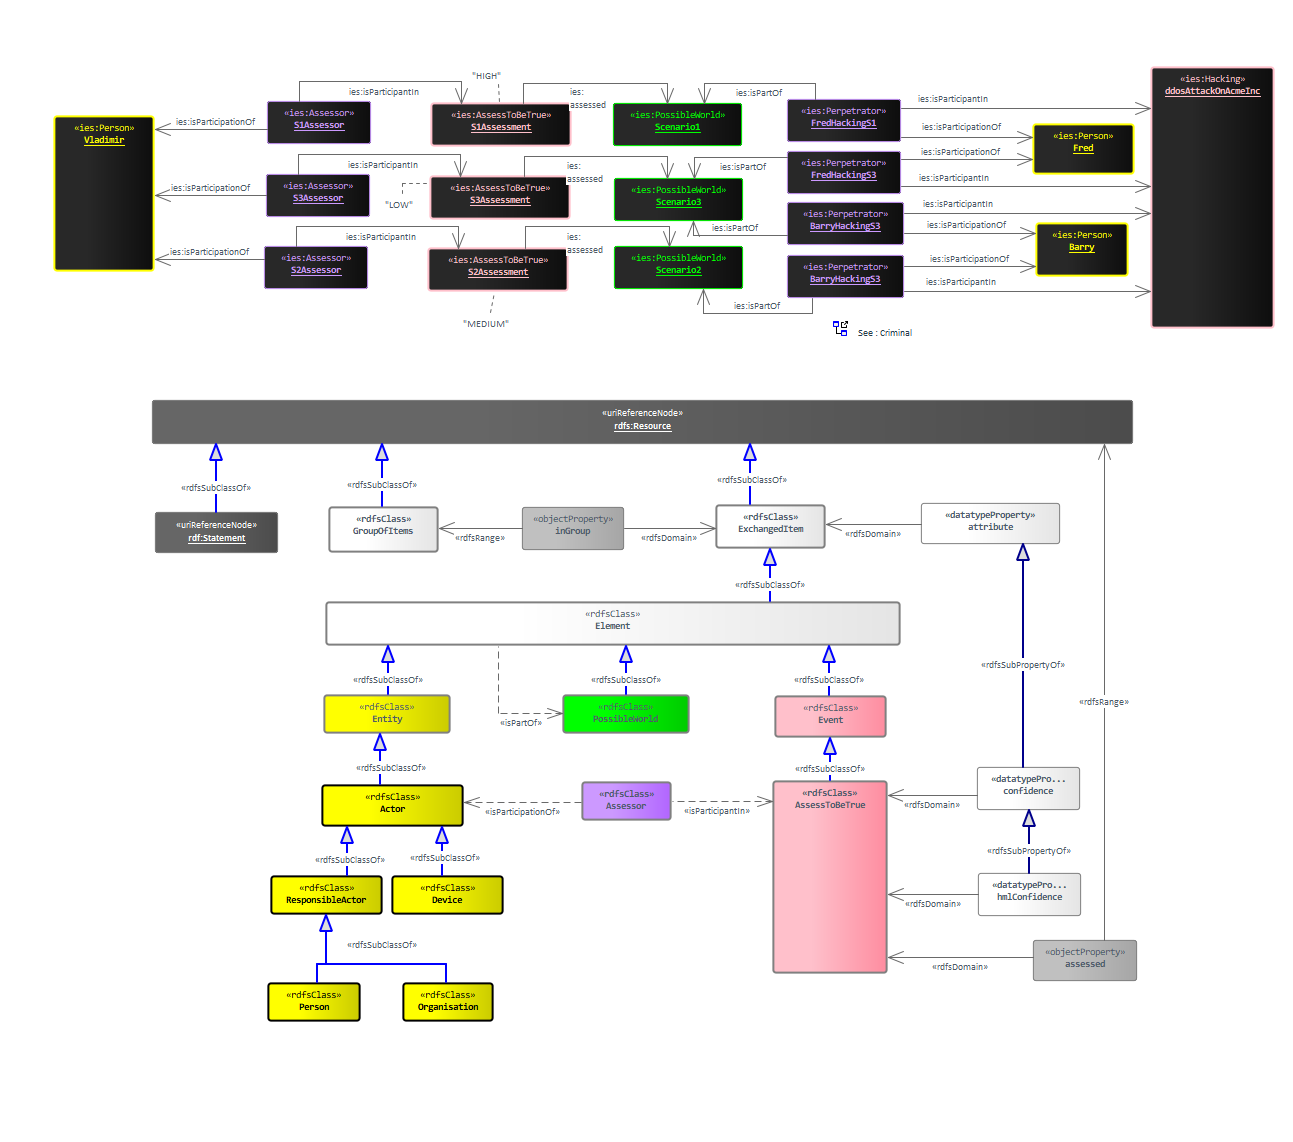 "HIGH"
ies:isParticipantIn
ies:
assessed
ies:isPartOf
«ies:Person»
Vladimir
ies:isParticipationOf
«ies:Assessor»
S1Assessor
«ies:AssessToBeTrue»
S1Assessment
«ies:PossibleWorld»
Scenario1
«ies:Perpetrator»
FredHackingS1
ies:isParticipantIn
ies:isParticipationOf
«ies:Hacking»
ddosAttakOnAcmeInc
«ies:Person»
Fred
ies:isParticipantIn
ies:
assessed
ies:isPartOf
ies:isParticipationOf
«ies:Assessor»
S3Assessor
"LOW"
«ies:AssessToBeTrue»
S3Assessment
«ies:PossibleWorld»
Scenario3
«ies:Perpetrator»
FredHackingS3
ies:isParticipationOf
ies:isParticipantIn
«ies:Perpetrator»
BarryHackingS3
ies:isPartOf
ies:isParticipantIn
ies:isParticipationOf
«ies:Person»
Barry
ies:isParticipantIn
ies:
assessed
ies:isParticipationOf
«ies:Assessor»
S2Assessor
«ies:AssessToBeTrue»
S2Assessment
«ies:PossibleWorld»
Scenario2
«ies:Perpetrator»
BarryHackingS3
ies:isParticipationOf
ies:isParticipantIn
ies:isPartOf
"MEDIUM"
See : Criminal
«uriReferenceNode»
rdfs:Resource
«rdfsSubClassOf»
«rdfsSubClassOf»
«rdfsSubClassOf»
«uriReferenceNode»
rdf:Statement
«rdfsClass»
GroupOfItems
«rdfsRange»
«objectProperty»
inGroup
«rdfsDomain»
«rdfsClass»
ExchangedItem
«rdfsDomain»
«datatypeProperty»
attribute
«rdfsSubClassOf»
«rdfsClass»
Element
«rdfsSubClassOf»
«rdfsSubClassOf»
«rdfsSubClassOf»
«rdfsSubPropertyOf»
«rdfsRange»
«rdfsClass»
Entity
«isPartOf»
«rdfsClass»
PossibleWorld
«rdfsClass»
Event
«rdfsSubClassOf»
«rdfsSubClassOf»
«rdfsClass»
Actor
«isParticipationOf»
«rdfsClass»
Assessor
«isParticipantIn»
«rdfsClass»
AssessToBeTrue
«rdfsDomain»
«datatypePro...
confidence
«rdfsSubClassOf»
«rdfsSubClassOf»
«rdfsSubPropertyOf»
«rdfsClass»
ResponsibleActor
«rdfsClass»
Device
«rdfsDomain»
«datatypePro...
hmlConfidence
«rdfsSubClassOf»
«rdfsDomain»
«objectProperty»
assessed
«rdfsClass»
Person
«rdfsClass»
Organisation